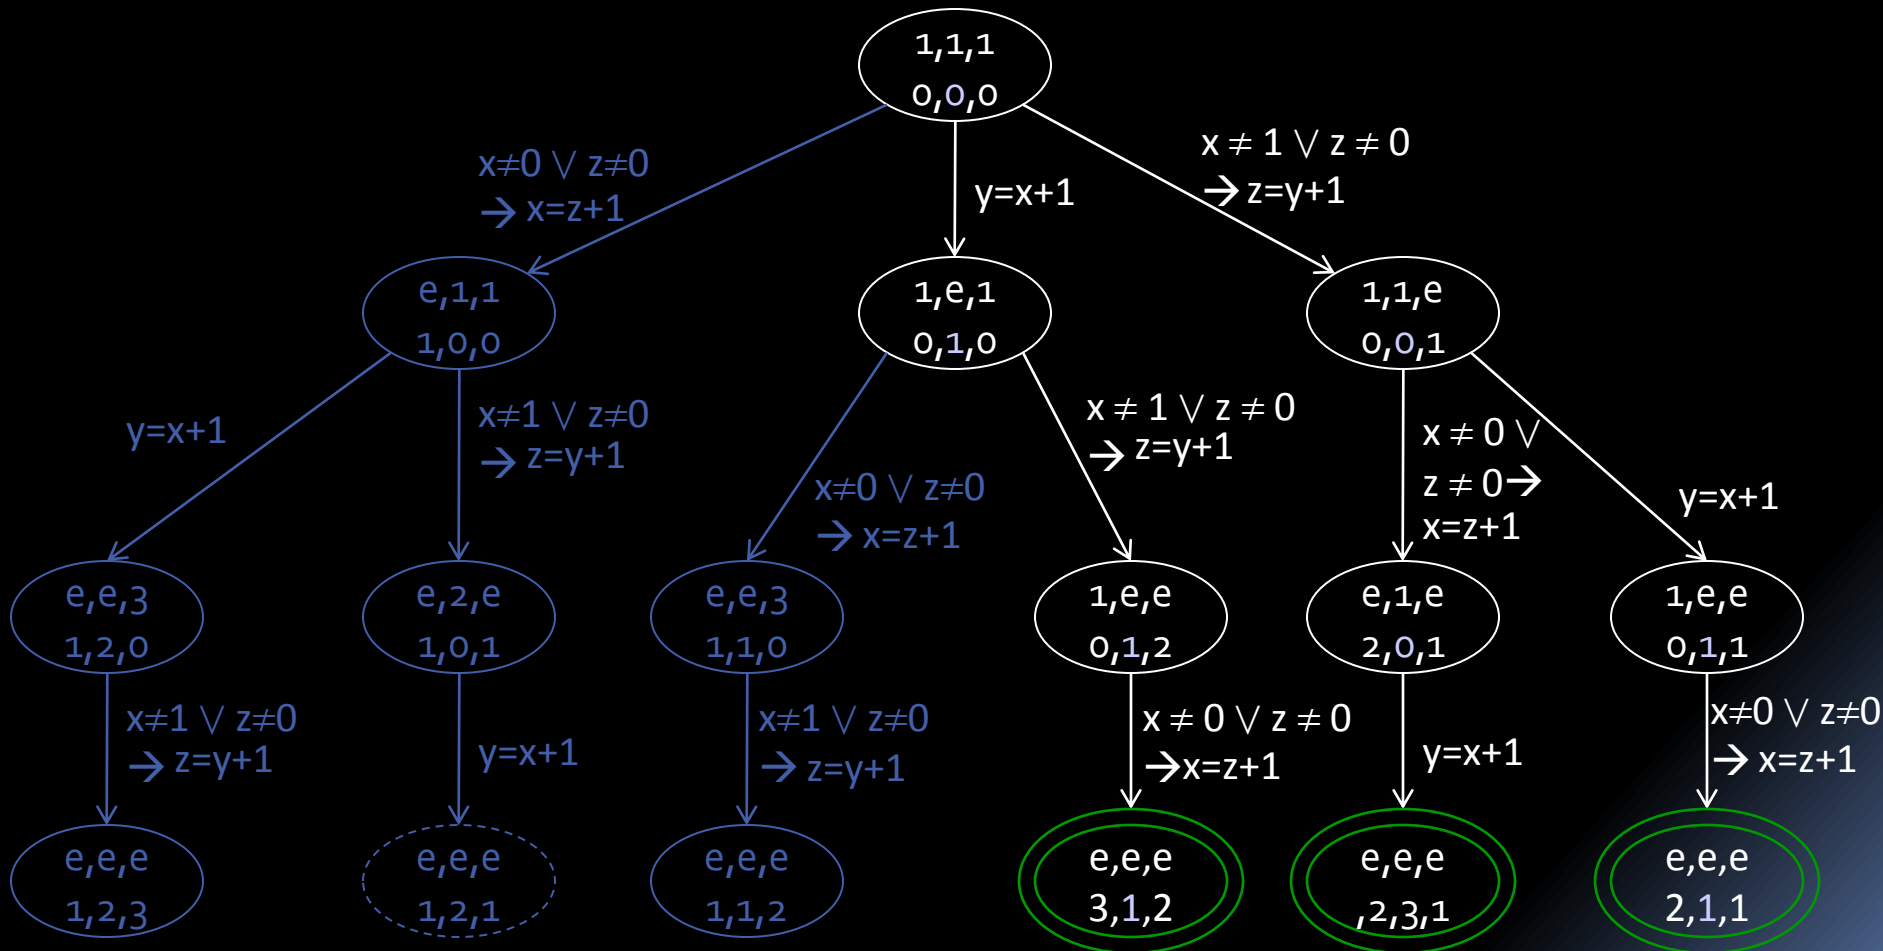 1,1,1
0,0,0
x≠0 ∨ z≠0
→ x=z+1
y=x+1
x ≠ 1 ∨ z ≠ 0
→ z=y+1
e,1,1
1,0,0
1,e,1
0,1,0
1,1,e
0,0,1
y=x+1
x≠1 ∨ z≠0
→ z=y+1
x≠0 ∨ z≠0
→ x=z+1
x ≠ 1 ∨ z ≠ 0
→ z=y+1
x ≠ 0 ∨
z ≠ 0→
x=z+1
y=x+1
e,e,3
1,2,0
e,2,e
1,0,1
e,e,3
1,1,0
1,e,e
0,1,2
e,1,e
2,0,1
1,e,e
0,1,1
x≠1 ∨ z≠0
→ z=y+1
y=x+1
x≠1 ∨ z≠0
→ z=y+1
x ≠ 0 ∨ z ≠ 0
→x=z+1
y=x+1
x≠0 ∨ z≠0
→ x=z+1
e,e,e
1,2,3
e,e,e
1,2,1
e,e,e
1,1,2
e,e,e
3,1,2
e,e,e
,2,3,1
e,e,e
2,1,1